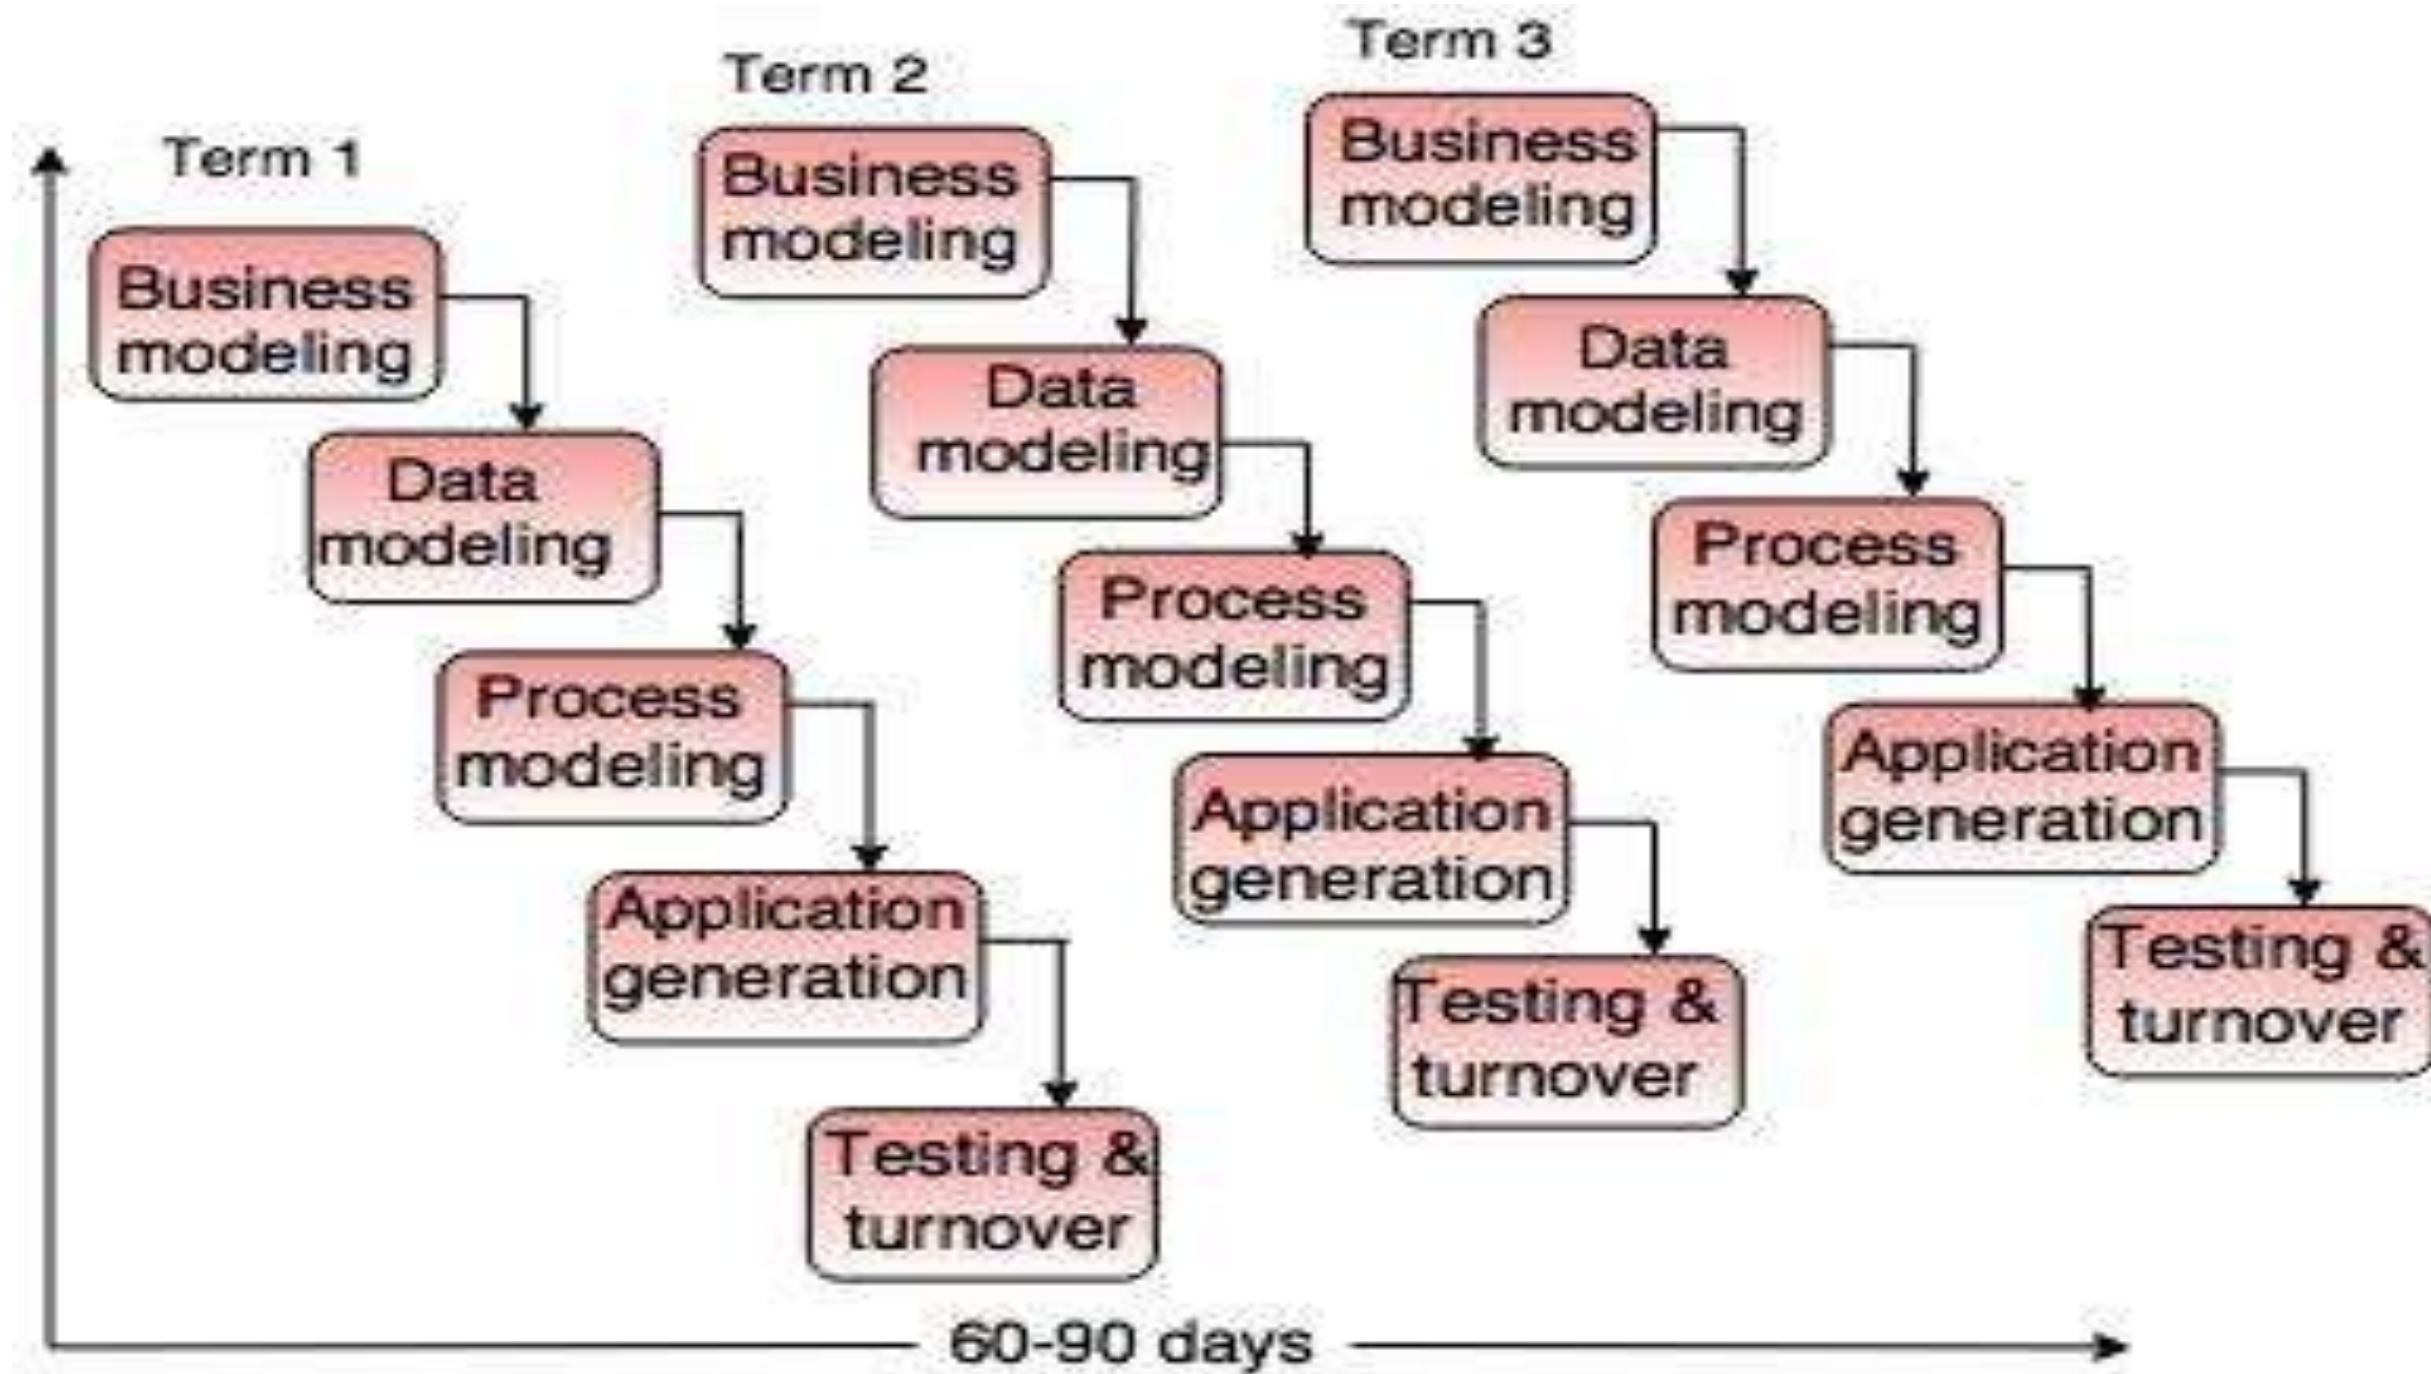 Term 1
Business
modeling
Data
modeling
Process
modeling
Application
generation
Testing &
turnover
Term 2
Business
modeling
Data
modeling
Process
modeling
Application
generation
Testing &
turnover
Term 3
Business
modeling
Data
modeling
Process
modeling
Application
generation
Testing &
turnover
60-90 days